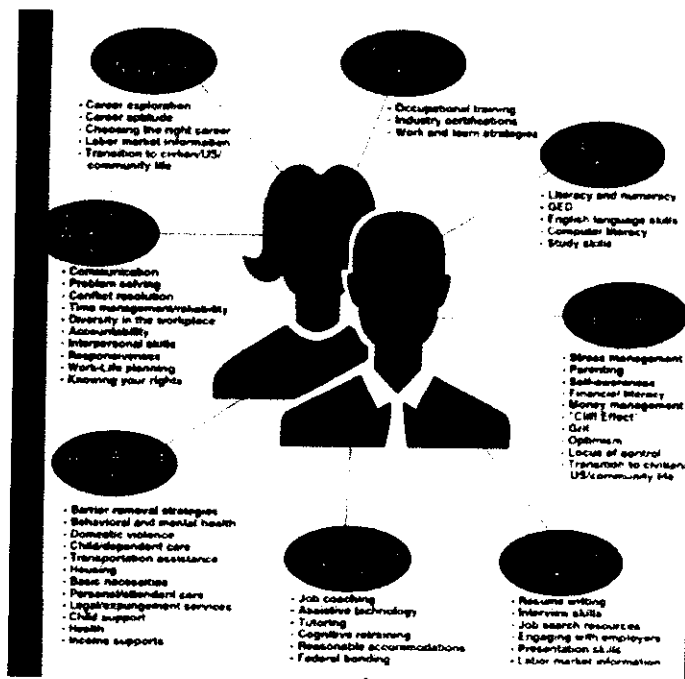 - Career exploration
- Career aptitude
- Choosing the right career
- Labor market information
- Transition to civilian/US/
community life
- Occupational training
- Industry certifications
- Work and learn strategies
- Literacy and numeracy
- GED
- English language skills
- Computer literacy
- Study skills
- Communication
- Problem solving
- Conflict resolution
- Time management/reliability
- Diversity in the workplace
- Accountability
- Interpersonal skills
- Responsiveness
- Work-Life planning
- Knowing your rights
- Stress management
- Parenting
- Self-awareness
- Financial literacy
- Money management
- "Cliff Effect"
- Grit
- Optimism
- Locus of control
- Transition to civilian/
US/community life
- Barrier removal strategies
- Behavioral and mental health
- Domestic violence
- Child/dependent care
- Transportation assistance
- Housing
- Basic necessities
- Personal/attendant care
- Legal/expungement services
- Child support
- Health
- Income supports
- Job coaching
- Assistive technology
- Tutoring
- Cognitive retraining
- Reasonable accommodations
- Federal bonding
- Resume writing
- Interview skills
- Job search resources
- Engaging with employers
- Presentation skills
- Labor market information